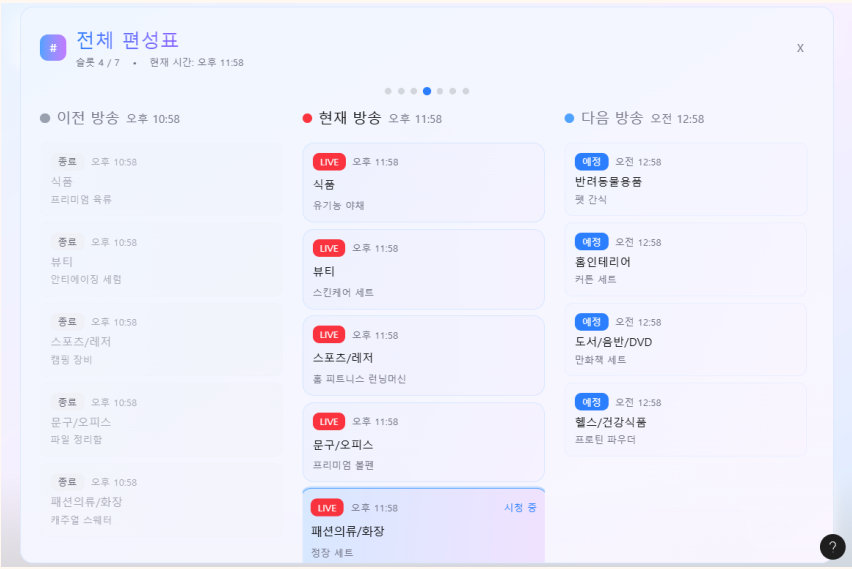 #
전체 편성표
슬롯 4 / 7 • 현재 시간: 오후 11:58
X
이전 방송 오후 10:58
종료 오후 10:58
식품
프리미엄 육류
종료 오후 10:58
뷰티
안티에이징 세럼
종료 오후 10:58
스포츠/레저
캠핑 장비
종료 오후 10:58
문구/오피스
파일 정리함
종료 오후 10:58
패션의류/화장
캐주얼 스웨터
현재 방송 오후 11:58
LIVE 오후 11:58
식품
유기농 야채
LIVE 오후 11:58
뷰티
스킨케어 세트
LIVE 오후 11:58
스포츠/레저
홈 피트니스 런닝머신
LIVE 오후 11:58
문구/오피스
프리미엄 볼펜
LIVE 오후 11:58 시청 중
패션의류/화장
정장 세트
다음 방송 오전 12:58
예정 오전 12:58
반려동물용품
펫 간식
예정 오전 12:58
홈인테리어
커튼 세트
예정 오전 12:58
도서/음반/DVD
만화책 세트
예정 오전 12:58
헬스/건강식품
프로틴 파우더
?